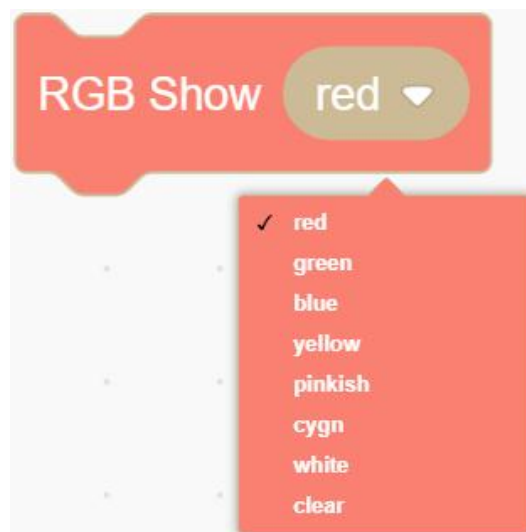 RGB Show red
red
green
blue
yellow
pinkish
cygn
white
clear